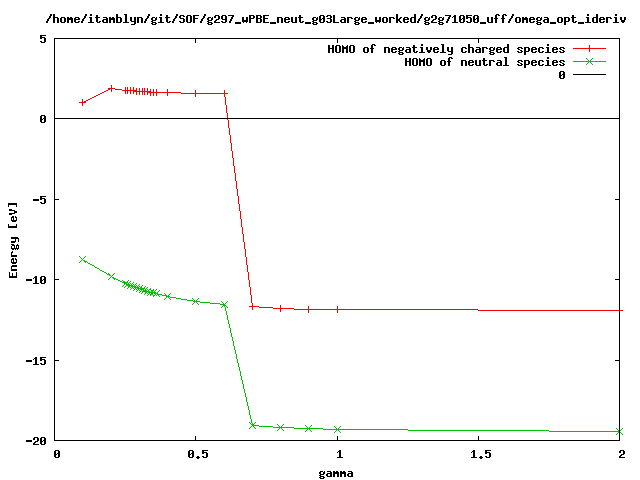 /home/itamblyn/git/SOF/g297_wPBE_neut_g03Large_worked/g2g71050_uff/omega_opt_ideriv
HOMO of negatively charged species
HOMO of neutral species
0
5
0
-5
-10
-15
-20
Energy [eV]
0 0.5 1 1.5 2
gamma